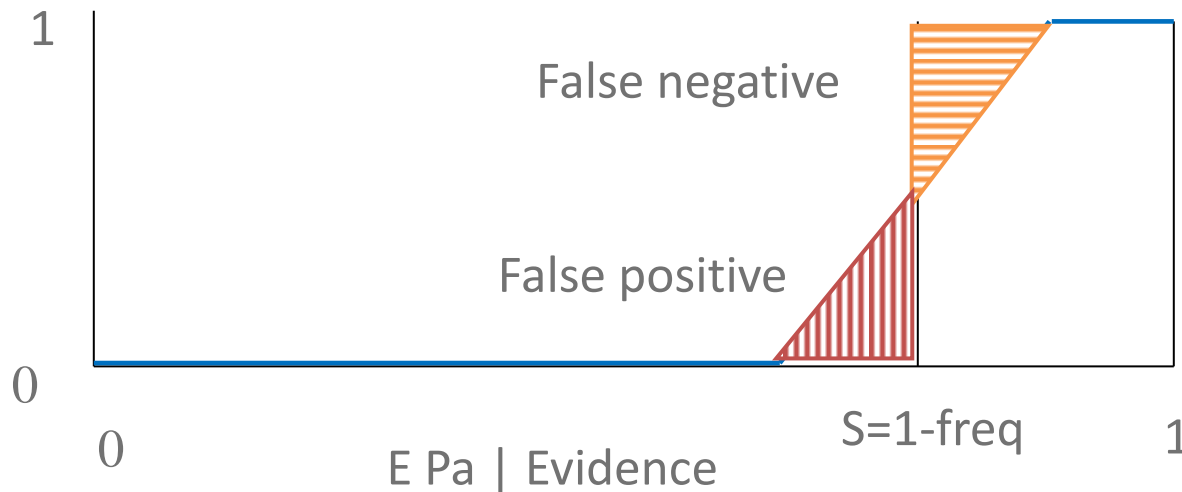 1
False negative
False positive
0
S=1-freq
1
0
E Pa | Evidence